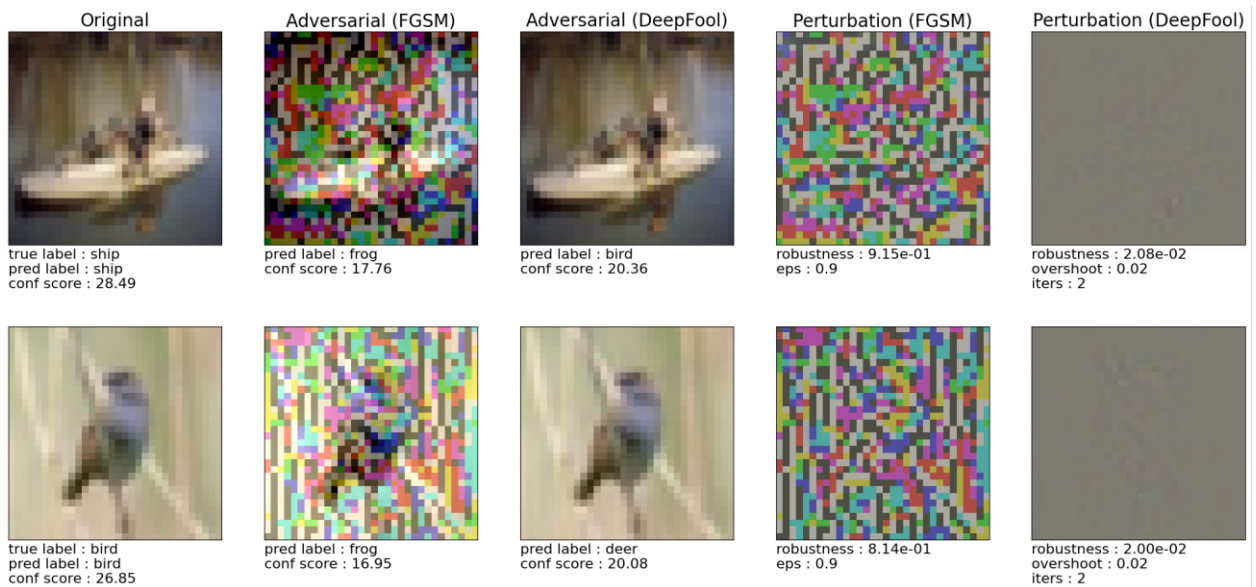 Original
Adversarial (FGSM)
Adversarial (DeepFool)
Perturbation (FGSM)
Perturbation (DeepFool)
true label : ship
pred label : ship
conf score : 28.49
pred label : frog
conf score : 17.76
pred label : bird
conf score : 20.36
robustness : 9.15e-01
eps : 0.9
robustness : 2.08e-02
overshoot : 0.02
iters : 2
true label : bird
pred label : bird
conf score : 26.85
pred label : frog
conf score : 16.95
pred label : deer
conf score : 20.08
robustness : 8.14e-01
eps : 0.9
robustness : 2.00e-02
overshoot : 0.02
iters : 2